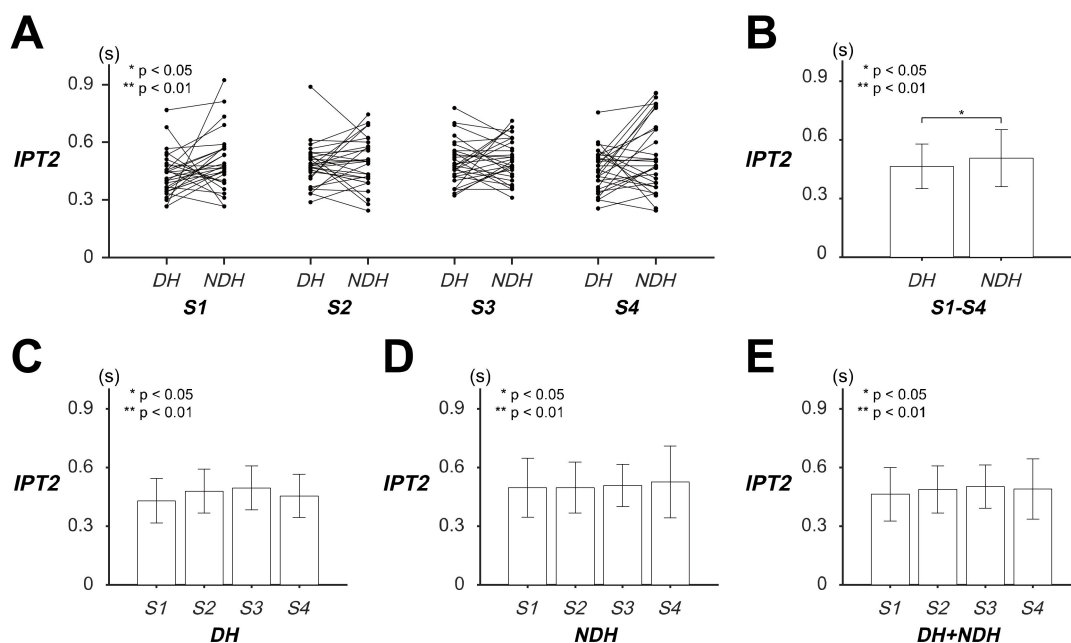 A
(s)
* p < 0.05
** p < 0.01
0.9
0.6
IPT2
0.3
0
DH NDH DH NDH DH NDH DH NDH
S1 S2 S3 S4
B
(s)
* p < 0.05
** p < 0.01
0.9
*
0.6
IPT2
0.3
0
DH NDH
S1-S4
C
(s)
* p < 0.05
** p < 0.01
0.9
0.6
IPT2
0.3
0
S1 S2 S3 S4
DH
D
(s)
* p < 0.05
** p < 0.01
0.9
0.6
IPT2
0.3
0
S1 S2 S3 S4
NDH
E
(s)
* p < 0.05
** p < 0.01
0.9
0.6
IPT2
0.3
0
S1 S2 S3 S4
DH+NDH